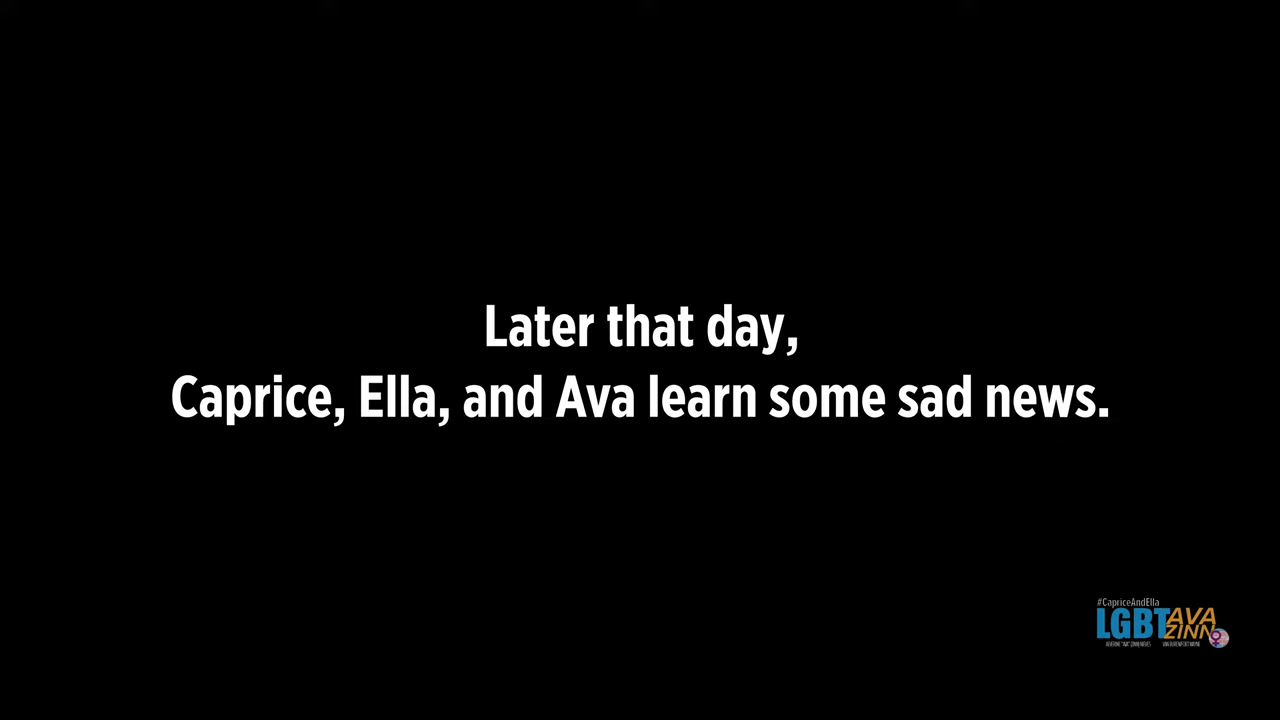 Later that day,
Caprice, Ella, and Ava learn some sad news.
#CapriceAndElla
LGBT AVA
ZINN